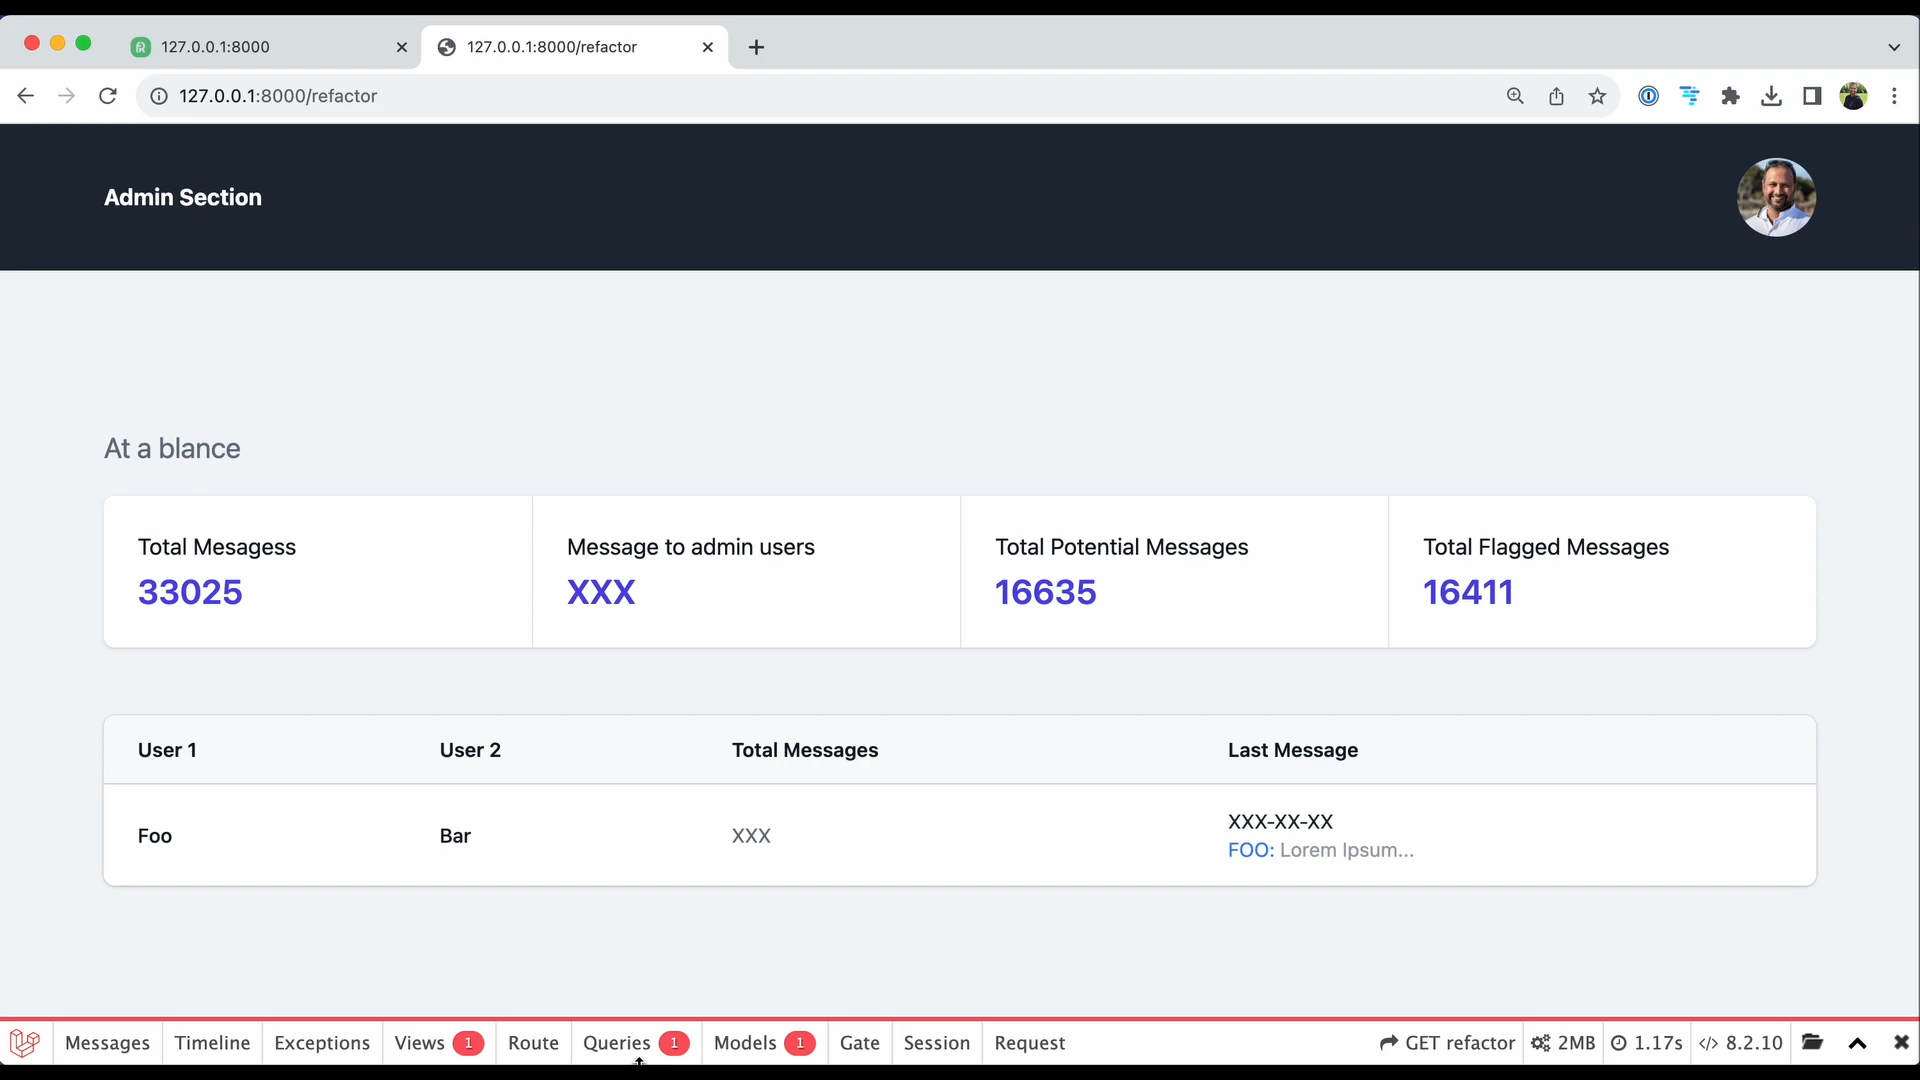 127.0.0.1:8000
127.0.0.1:8000/refactor
127.0.0.1:8000/refactor
Admin Section
At a blance
Total Mesagess
33025
Message to admin users
XXX
Total Potential Messages
16635
Total Flagged Messages
16411
User 1 User 2 Total Messages Last Message
Foo Bar XXX XXX-XX-XX
FOO: Lorem Ipsum...
Messages Timeline Exceptions Views 1 Route Queries 1 Models 1 Gate Session Request GET refactor 2MB 1.17s </> 8.2.10